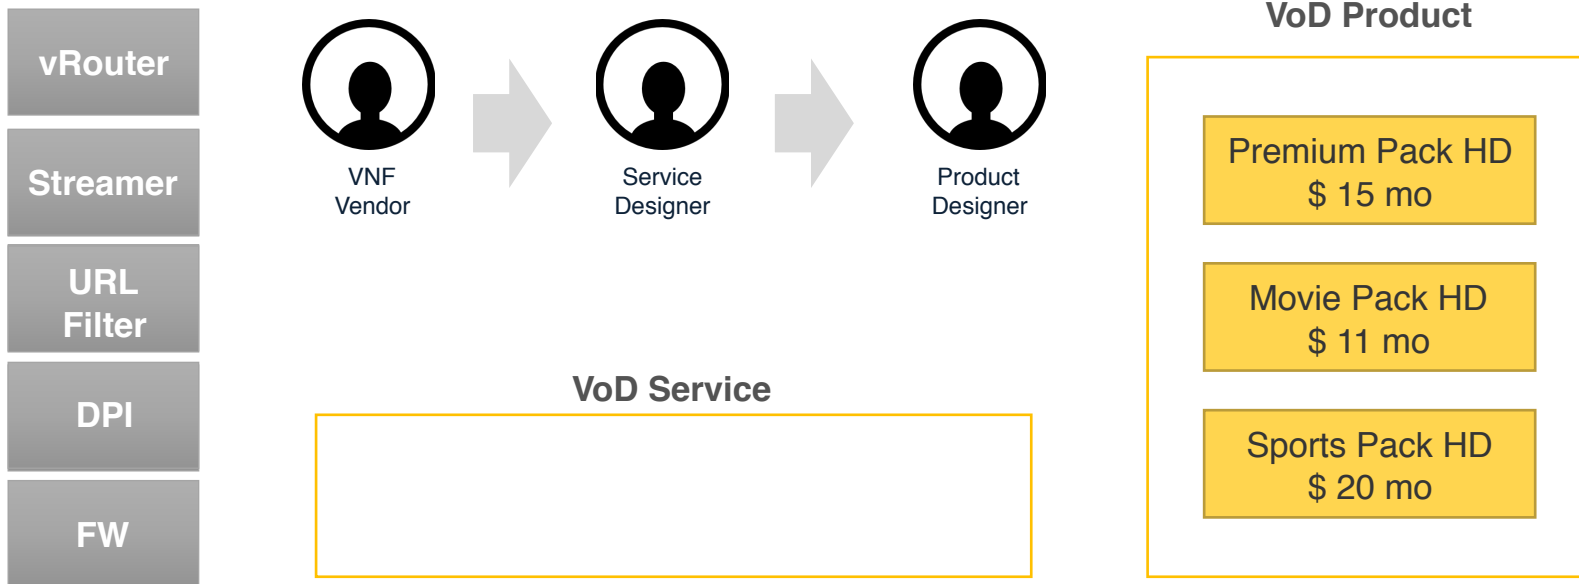 vRouter
Streamer
URL
Filter
DPI
FW
VNF
Vendor
Service
Designer
Product
Designer
VoD Service
VoD Product
Premium Pack HD
$ 15 mo
Movie Pack HD
$ 11 mo
Sports Pack HD
$ 20 mo